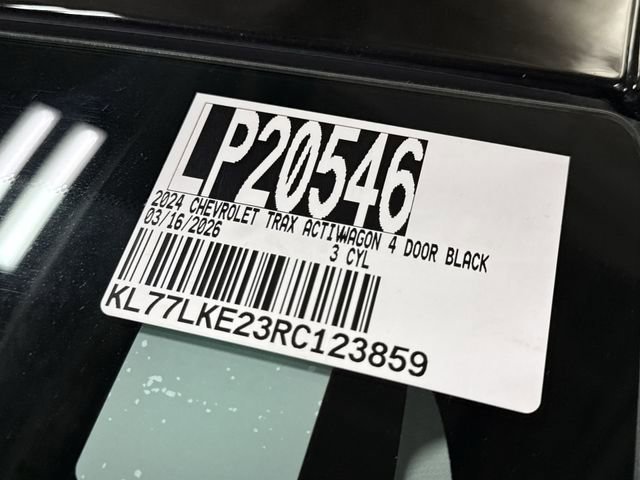 LP20546
2024 CHEVROLET TRAX ACTIWAGON 4 DOOR BLACK
03/16/2026 3 CYL
KL77LKE23RC123859